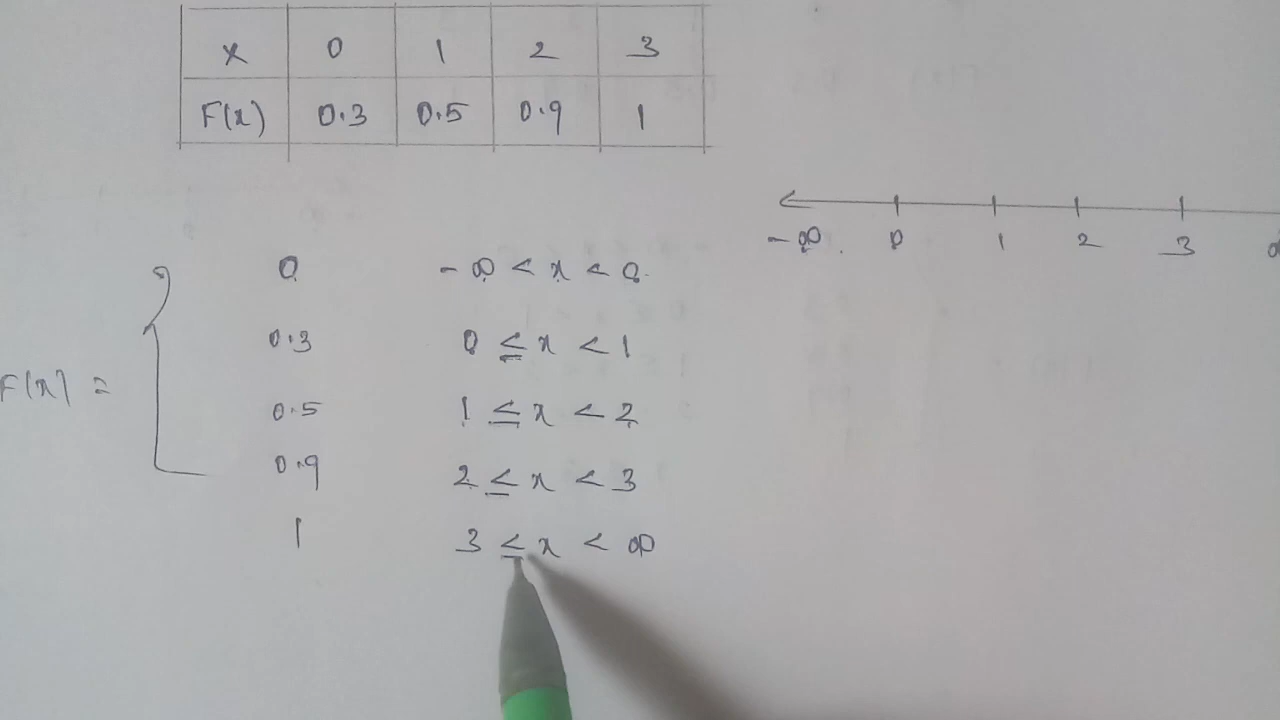 x 0 1 2 3
F(x) 0.3 0.5 0.9 1
-∞ 0 1 2 3
0 -∞ < x < 0
0.3 0 ≤ x < 1
F(x) =
0.5 1 ≤ x < 2
0.9 2 ≤ x < 3
1 3 ≤ x < ∞